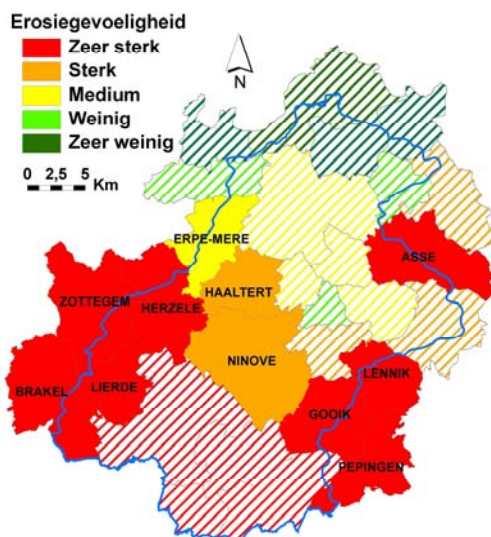 Erosiegevoeligheid
Zeer sterk
Sterk
Medium
Weinig
Zeer weinig
N
0 2,5 5
Km
ERPE-MERE
ASSE
HAALTERT
ZOTTEGEM
HERZELE
NINOVE
LENNIK
BRAKEL
LIERDE
GOOIK
PEPINGEN